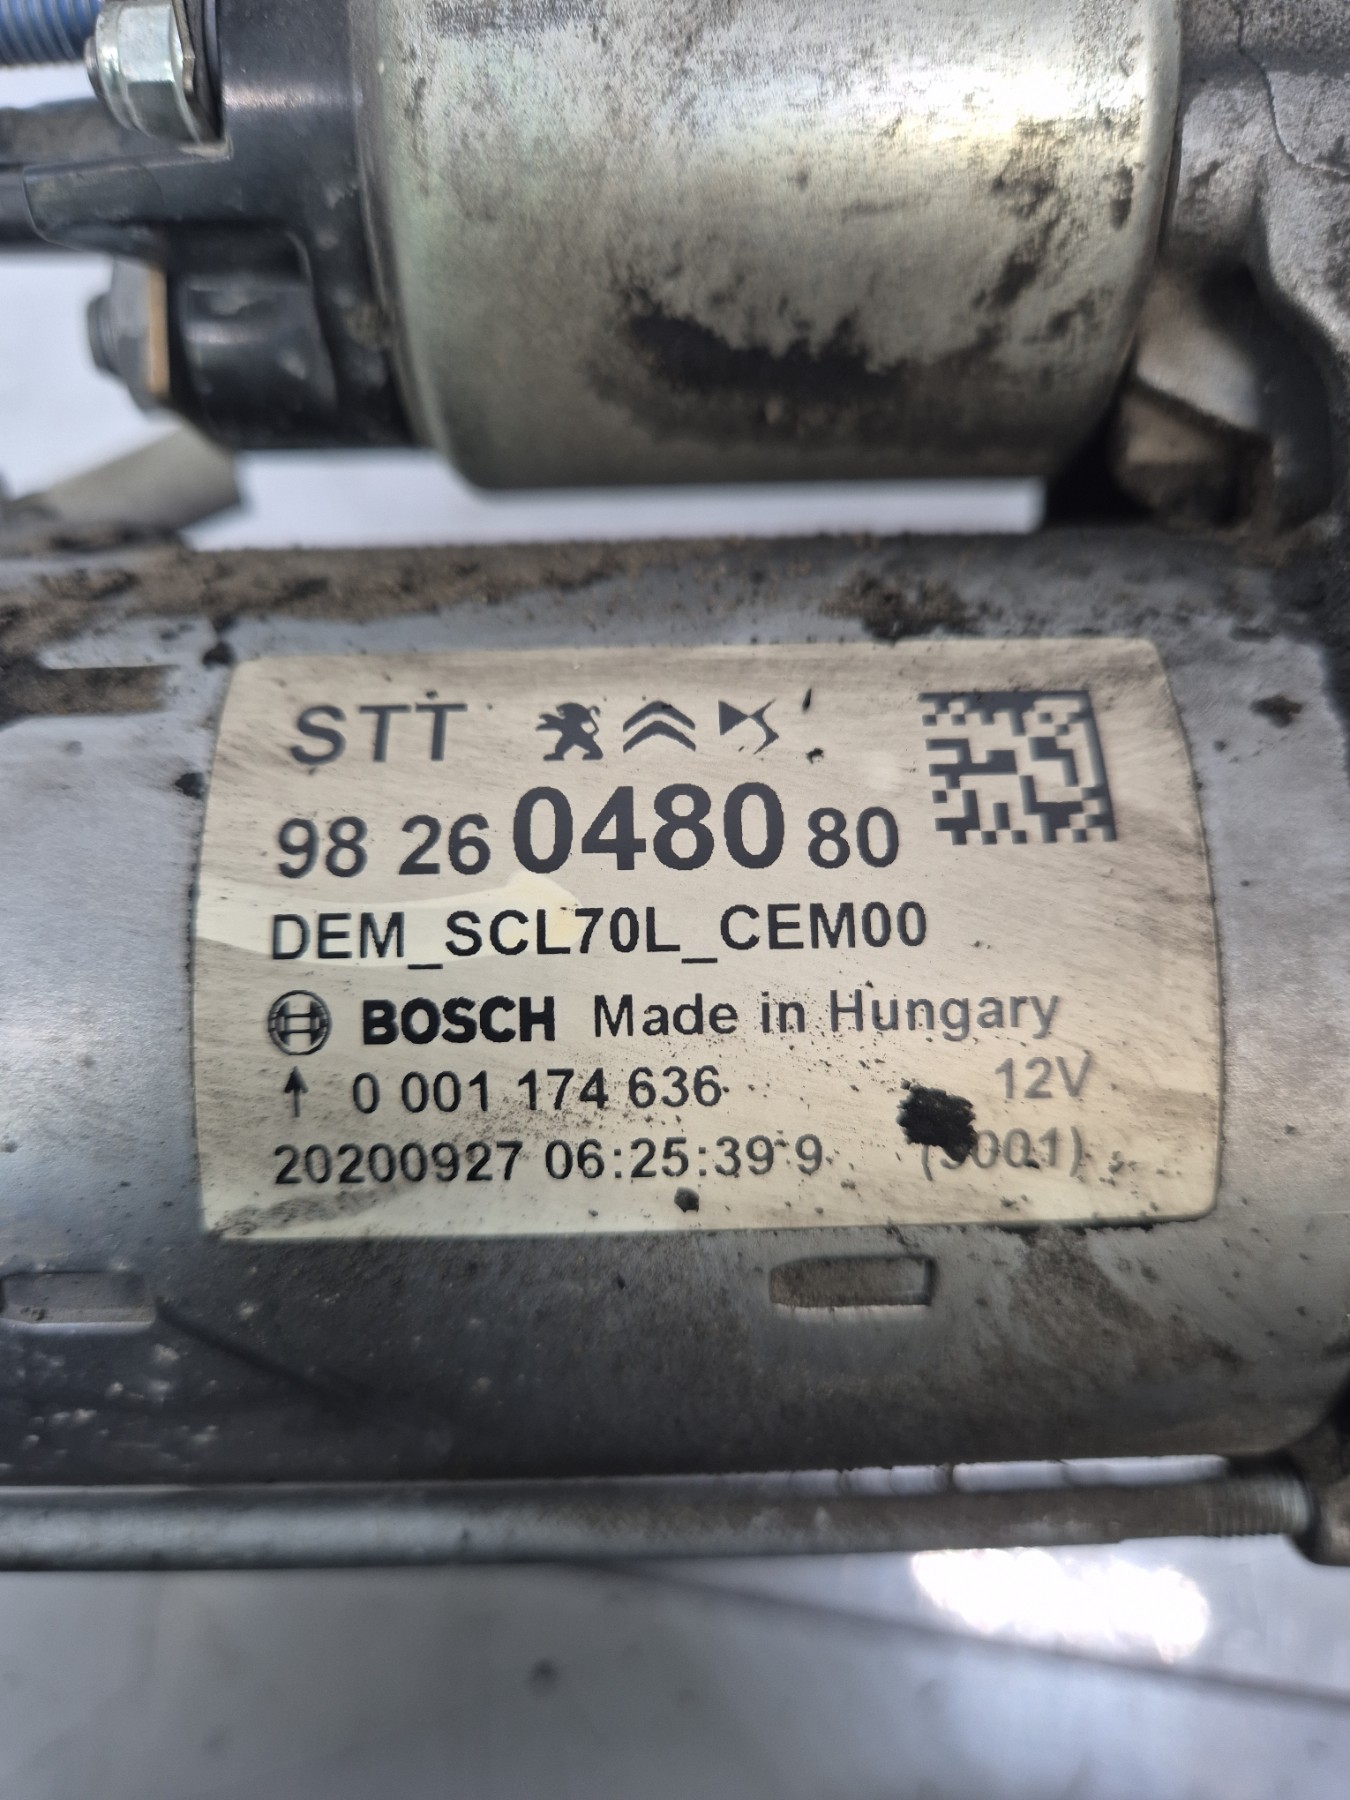 STT
98 26 0480 80
DEM_SCL70L_CEM00
BOSCH Made in Hungary
0 001 174 636 12V
20200927 06:25:39 9